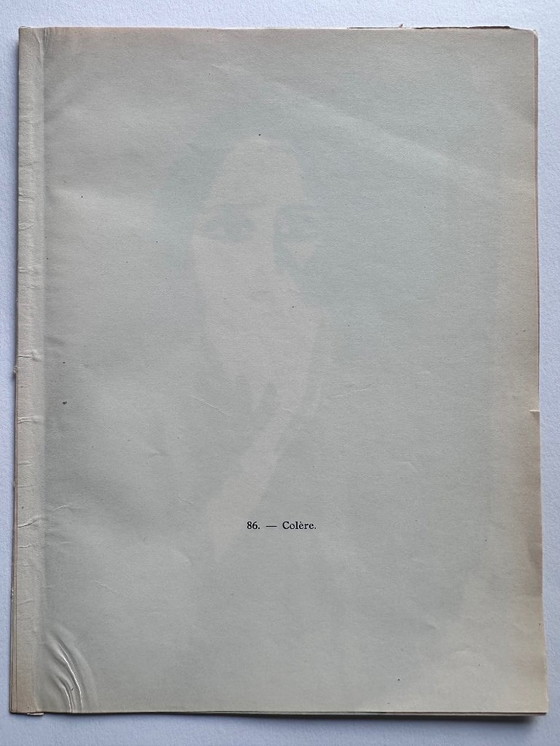 86. — Colère.